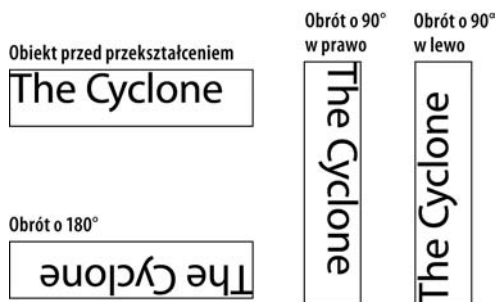 Obiekt przed przekształceniem
The Cyclone
Obrót o 180°
The Cyclone
Obrót o 90°
w prawo
The Cyclone
Obrót o 90°
w lewo
The Cyclone